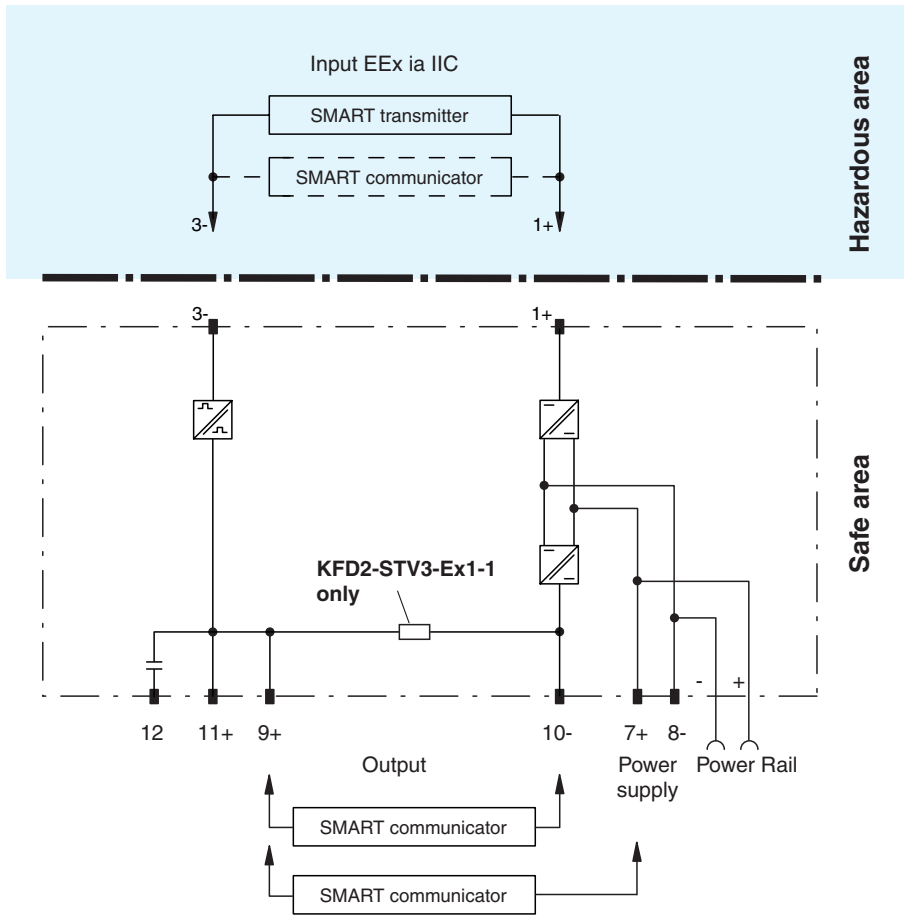 Input EEx ia IIC
SMART transmitter
SMART communicator
3-
1+
Hazardous area
3-
1+
KFD2-STV3-Ex1-1
only
Safe area
- +
12 11+ 9+ 10- 7+ 8-
Output
Power
supply
Power Rail
SMART communicator
SMART communicator